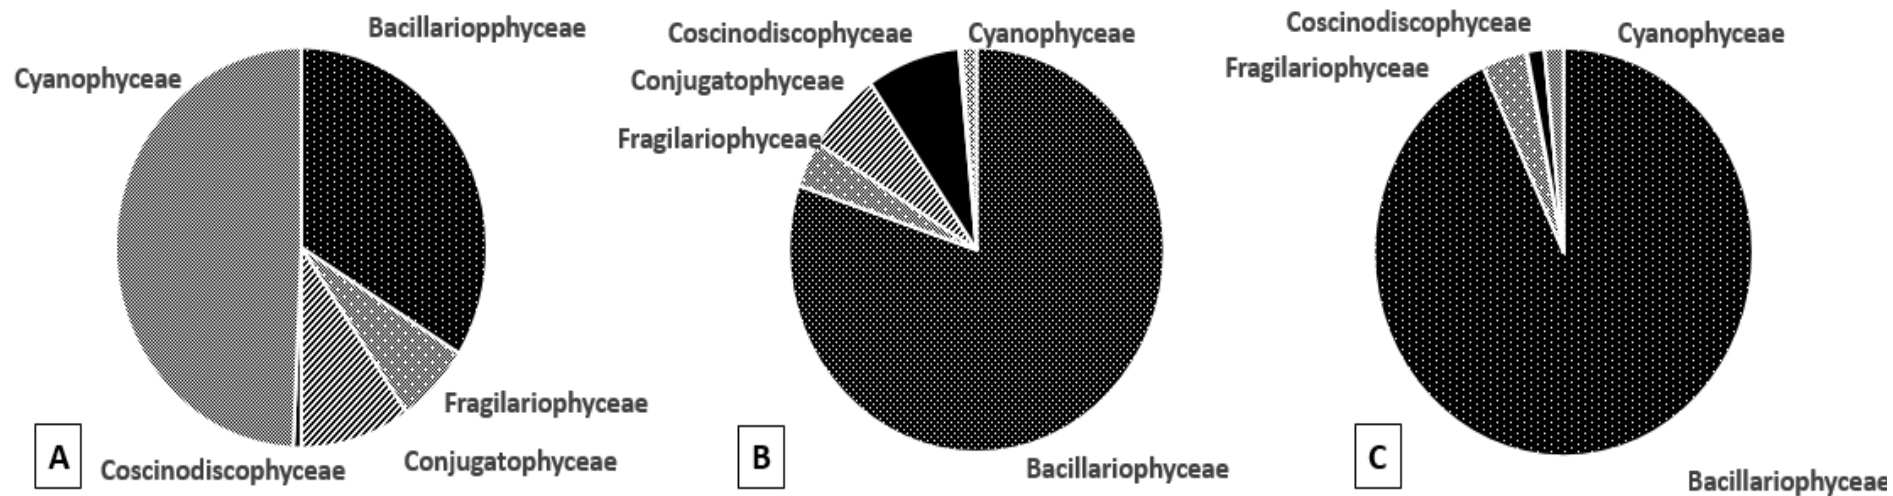 Bacillariopphyceae
Cyanophyceae
Fragilariophyceae
Conjugatophyceae
Coscinodiscophyceae
A
Coscinodiscophyceae
Cyanophyceae
Conjugatophyceae
Fragilariophyceae
Bacillariophyceae
B
Coscinodiscophyceae
Cyanophyceae
Fragilariophyceae
Bacillariophyceae
C